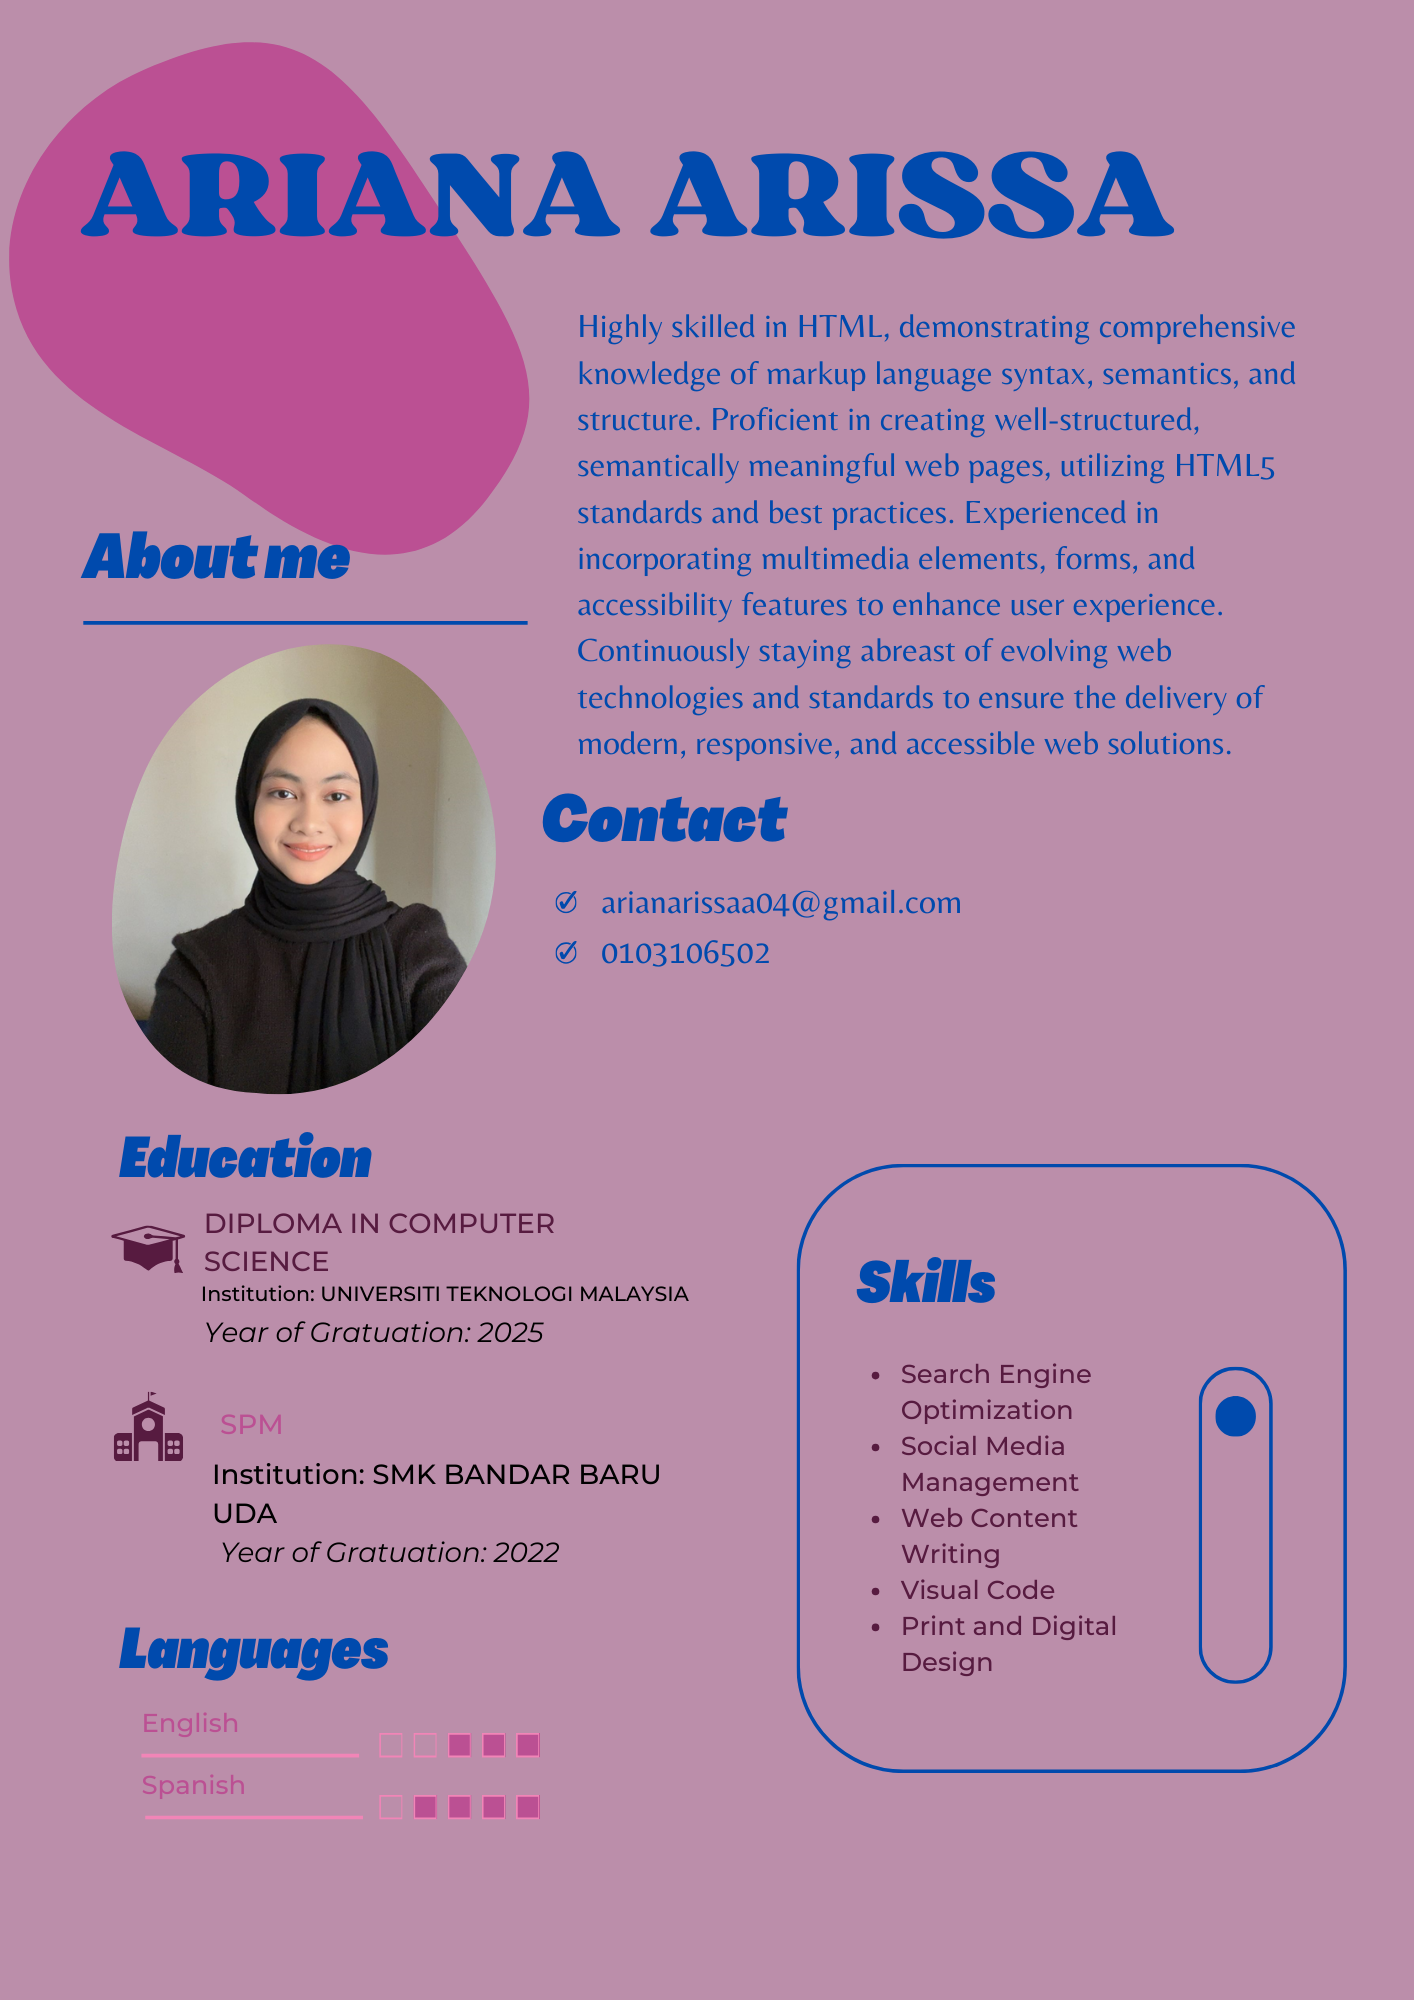 ARIANA ARISSA
Highly skilled in HTML, demonstrating comprehensive
knowledge of markup language syntax, semantics, and
structure. Proficient in creating well-structured,
semantically meaningful web pages, utilizing HTML5
standards and best practices. Experienced in
incorporating multimedia elements, forms, and
accessibility features to enhance user experience.
Continuously staying abreast of evolving web
technologies and standards to ensure the delivery of
modern, responsive, and accessible web solutions.
About me
Contact
arianarissaa04@gmail.com
0103106502
Education
DIPLOMA IN COMPUTER
SCIENCE
Institution: UNIVERSITI TEKNOLOGI MALAYSIA
Year of Gratuation: 2025
SPM
Institution: SMK BANDAR BARU
UDA
Year of Gratuation: 2022
Languages
English
Spanish
Skills
• Search Engine
Optimization
• Social Media
Management
• Web Content
Writing
• Visual Code
• Print and Digital
Design